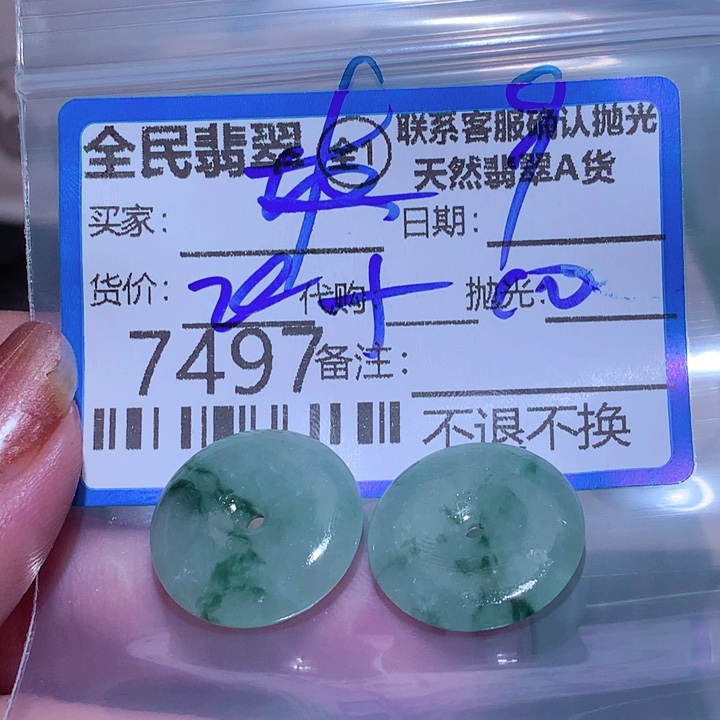 全民翡翠 全1 联系客服确认抛光
天然翡翠A货
买家： 日期：
货价： 代购 抛光：
7497 备注：
不退不换